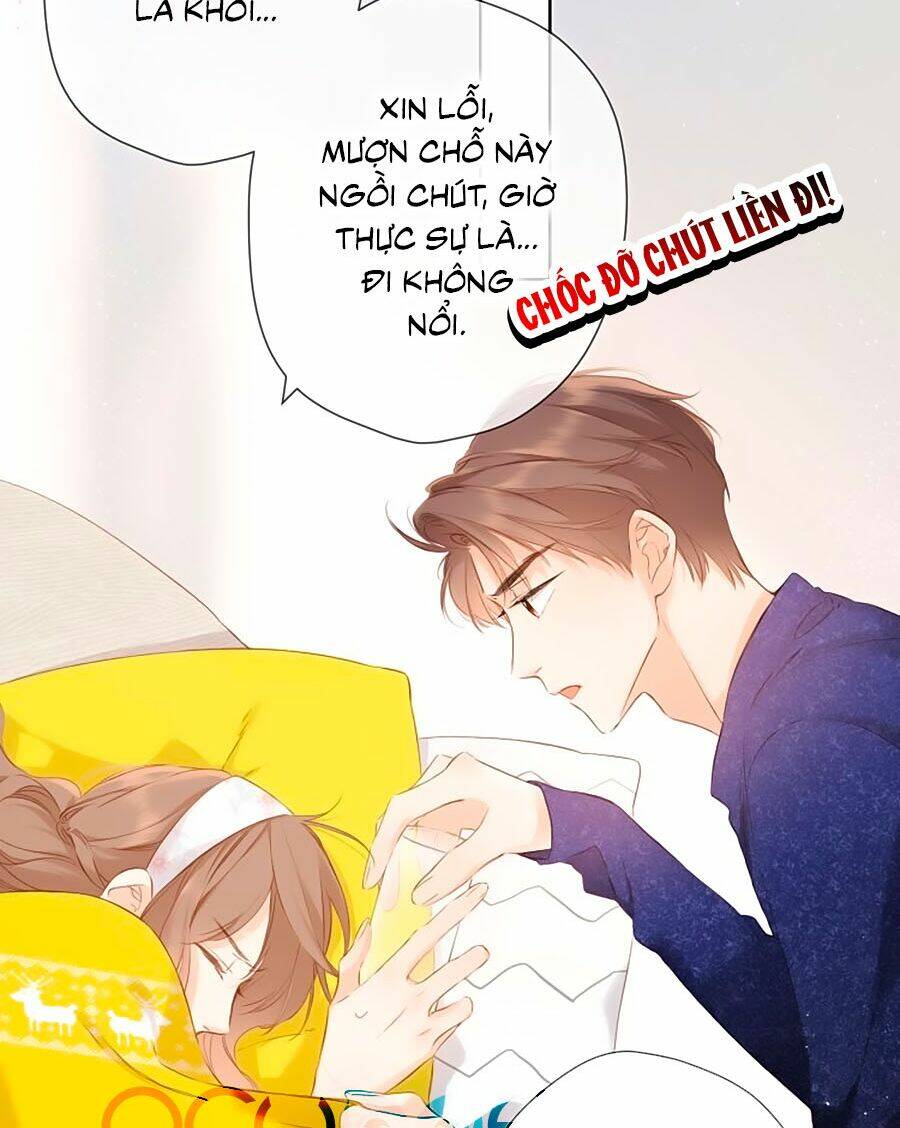 LÀ KHỎI...
XIN LỖI,
MƯỢN CHỖ NÀY
NGỒI CHÚT, GIỜ
THỰC SỰ LÀ...
ĐI KHÔNG
NỔI.
CHỐC ĐỠ CHÚT LIỀN ĐI!